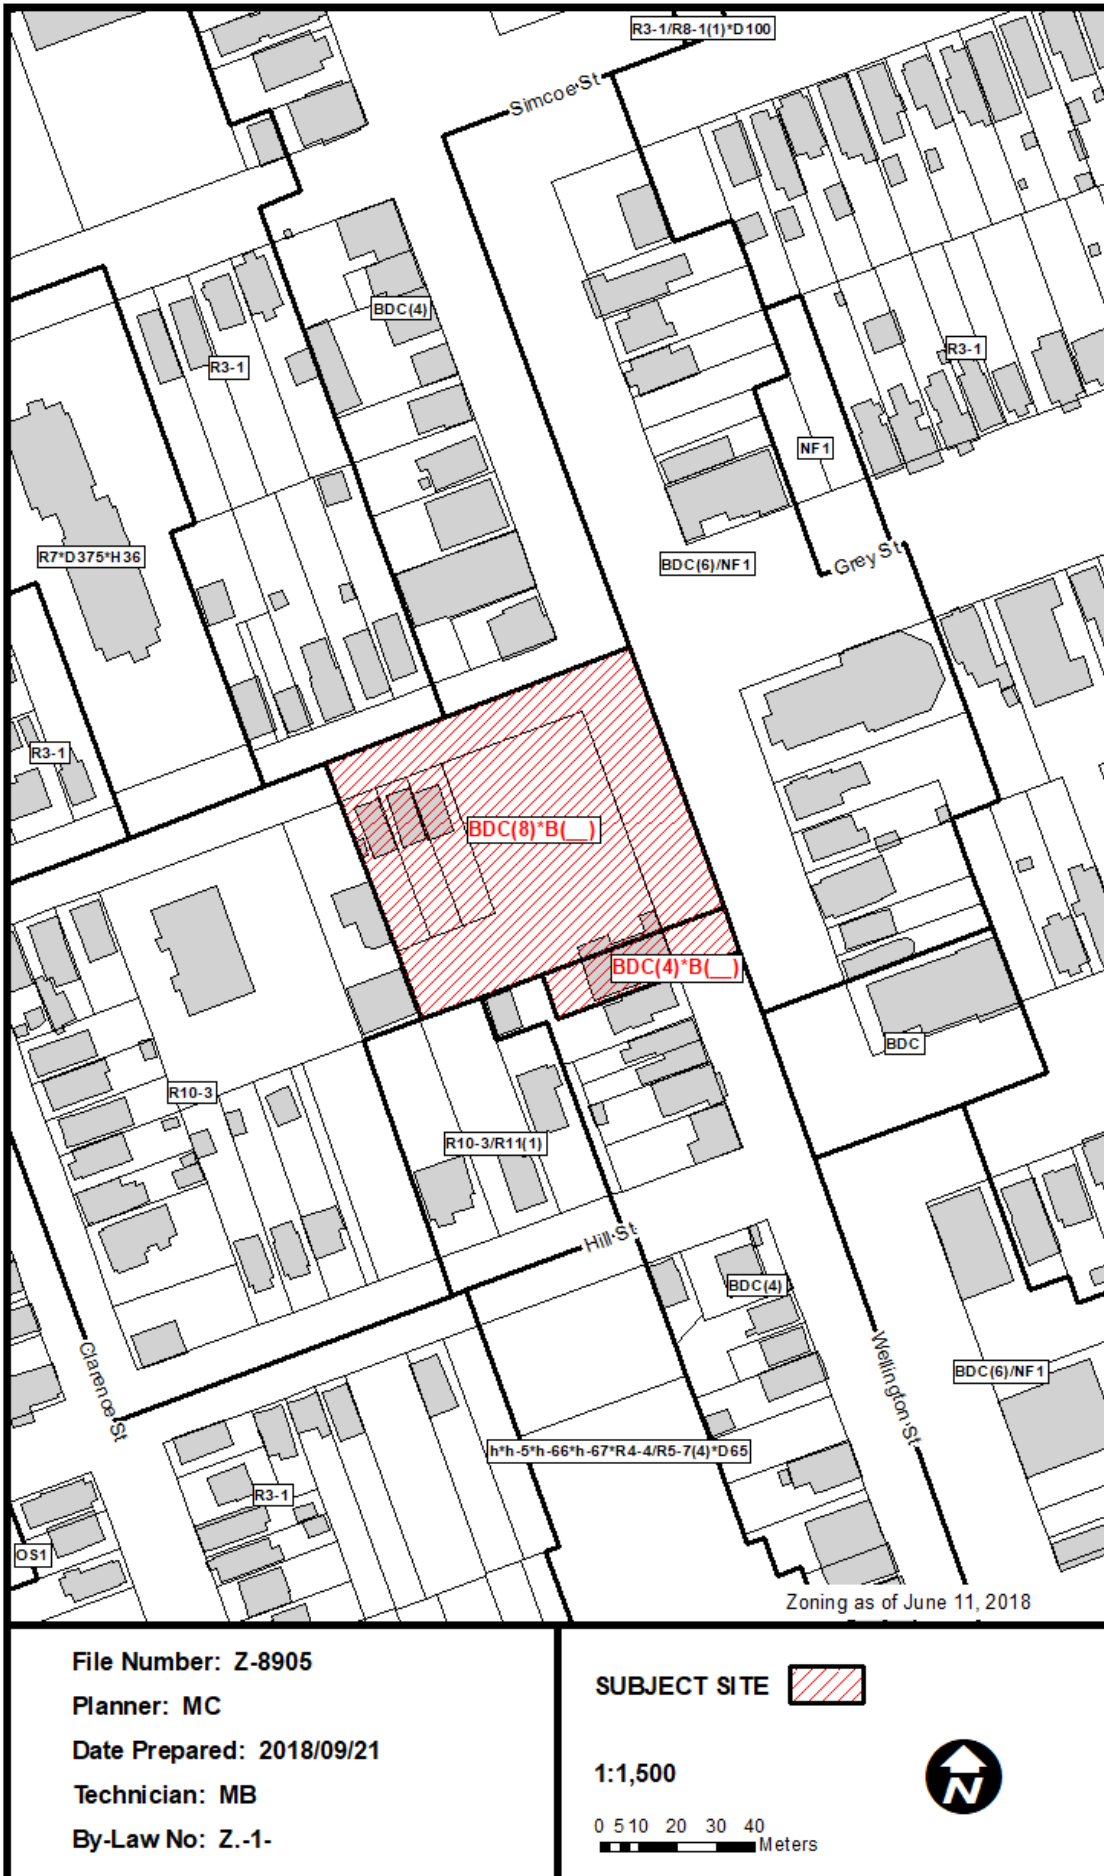 R3-1/R8-1(1)*D100
Simcoe St
BDC(4)
R3-1
R3-1
NF1
R7*D375*H36
BDC(6)/NF1
Grey St
R3-1
BDC(8)*B(__)
BDC(4)*B(__)
BDC
R10-3
R10-3/R11(1)
Hill St
BDC(4)
Clarence St
Wellington St
BDC(6)/NF1
h*h-5*h-66*h-67*R4-4/R5-7(4)*D65
R3-1
OS1
Zoning as of June 11, 2018
File Number: Z-8905
Planner: MC
Date Prepared: 2018/09/21
Technician: MB
By-Law No: Z.-1-
SUBJECT SITE
1:1,500
0 5 10 20 30 40
Meters
N